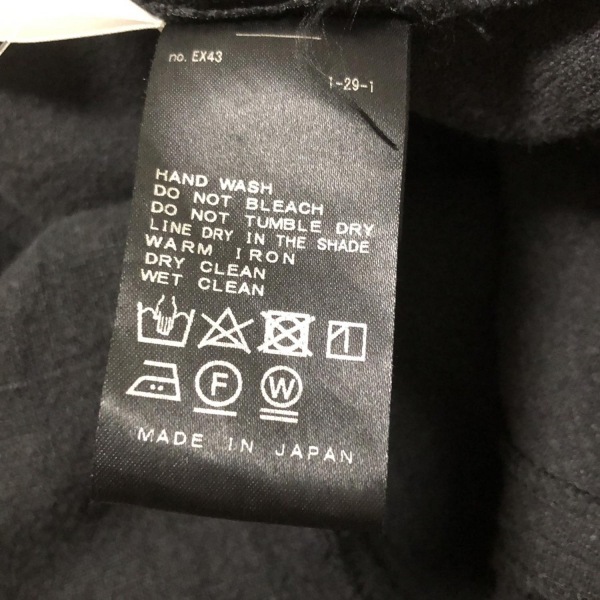 no. EX43
1-29-1
HAND WASH
DO NOT BLEACH
DO NOT TUMBLE DRY
LINE DRY IN THE SHADE
WARM IRON
DRY CLEAN
WET CLEAN
F W
MADE IN JAPAN